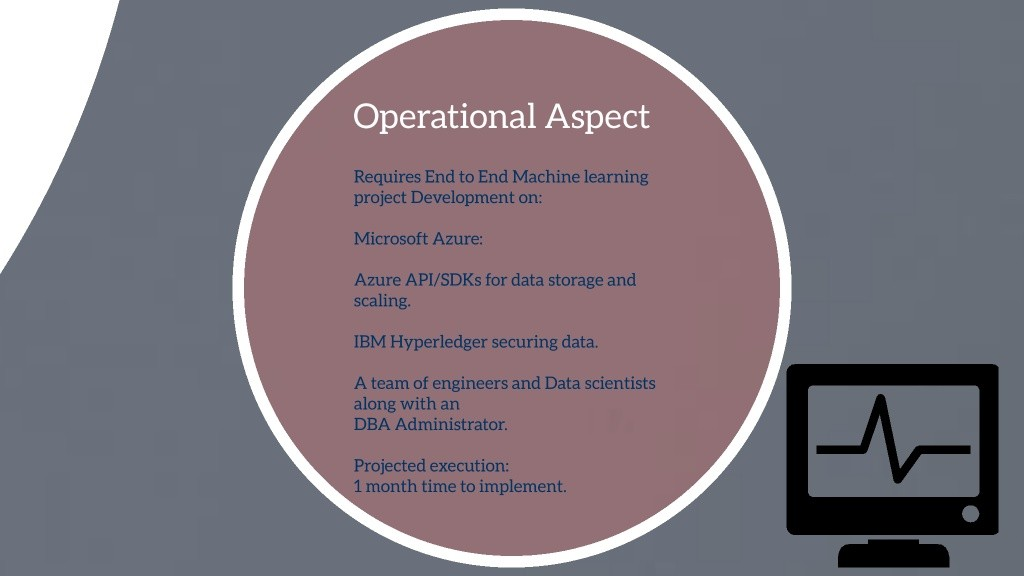 Operational Aspect
Requires End to End Machine learning
project Development on:
Microsoft Azure:
Azure API/SDKs for data storage and
scaling.
IBM Hyperledger securing data.
A team of engineers and Data scientists
along with an
DBA Administrator.
Projected execution:
1 month time to implement.